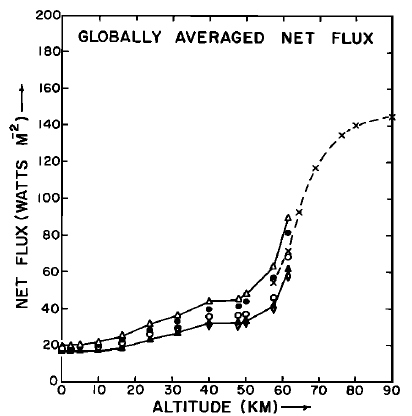 GLOBALLY AVERAGED NET FLUX
NET FLUX (WATTS M⁻²) →
200
180
160
140
120
100
80
60
40
20
0
0 10 20 30 40 50 60 70 80 90
ALTITUDE (KM) →